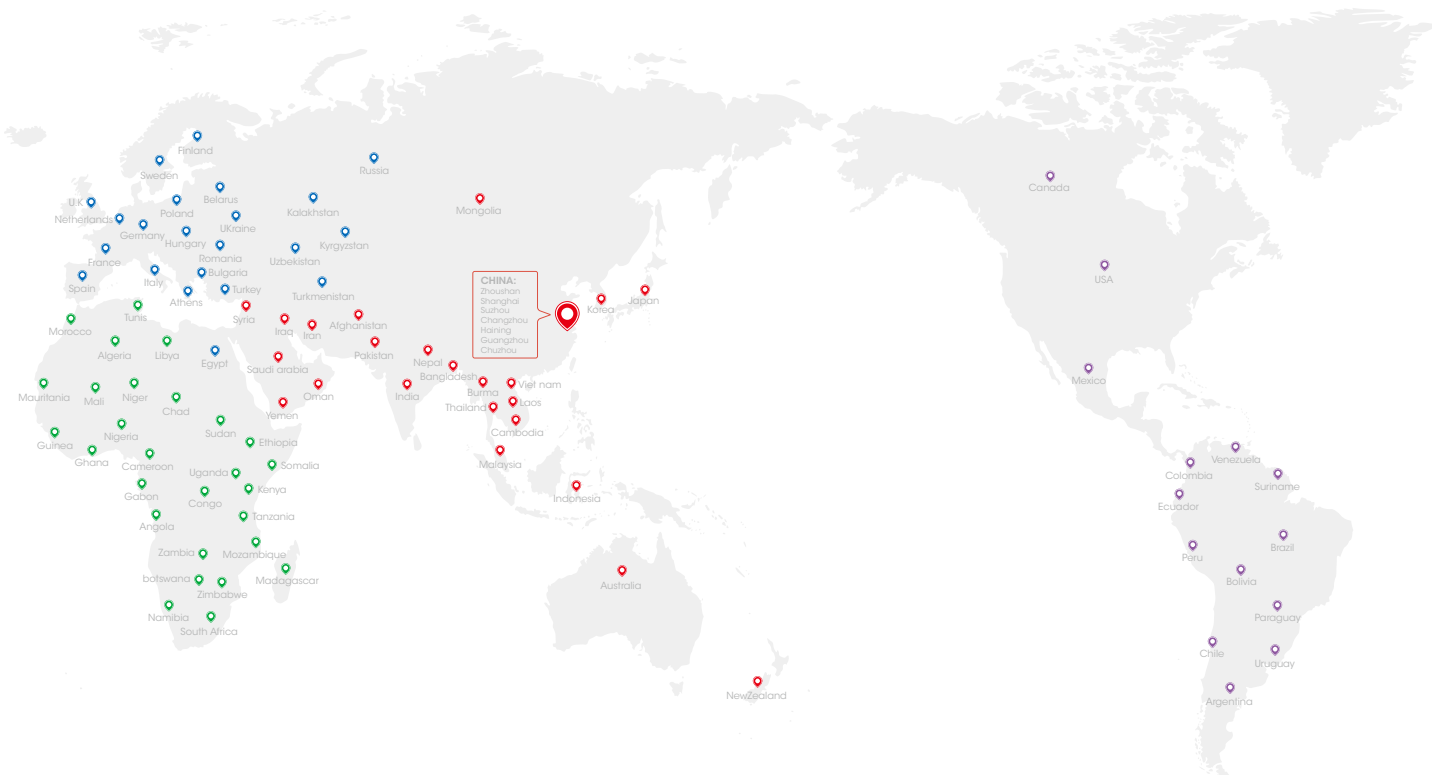 Finland
Sweden
Russia
Canada
U.K
Belarus
Netherlands
Poland
Kalakhstan
Mongolia
Germany
UKraine
Hungary
Kyrgyzstan
France
Romania
Uzbekistan
USA
Italy
Bulgaria
Spain
Turkey
Athens
Turkmenistan
CHINA:
Zhoushan
Shanghai
Suzhou
Changzhou
Haining
Guangzhou
Chuzhou
Korea
Japan
Tunis
Syria
Morocco
Iraq
Iran
Afghanistan
Algeria
Libya
Egypt
Saudi arabia
Pakistan
Nepal
Bangladesh
Mexico
Mauritania
Mali
Niger
Chad
Yemen
Oman
India
Burma
Viet nam
Thailand
Laos
Guinea
Nigeria
Sudan
Ethiopia
Cambodia
Ghana
Cameroon
Somalia
Malaysia
Venezuela
Colombia
Gabon
Uganda
Congo
Kenya
Indonesia
Suriname
Ecuador
Angola
Tanzania
Zambia
Mozambique
Peru
Brazil
botswana
Zimbabwe
Madagascar
Australia
Bolivia
Namibia
South Africa
Paraguay
Chile
Uruguay
NewZealand
Argentina